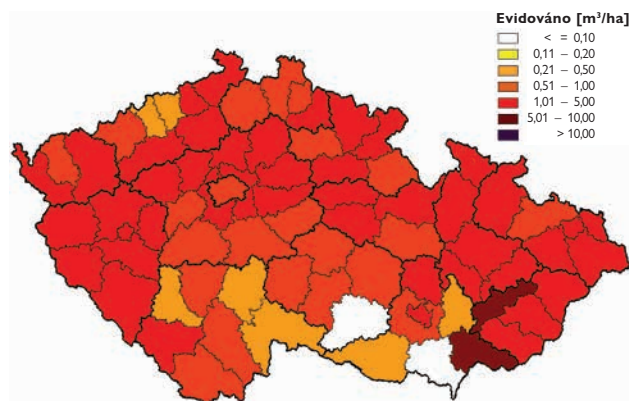 Evidováno [m³/ha]
< = 0,10
0,11 – 0,20
0,21 – 0,50
0,51 – 1,00
1,01 – 5,00
5,01 – 10,00
> 10,00